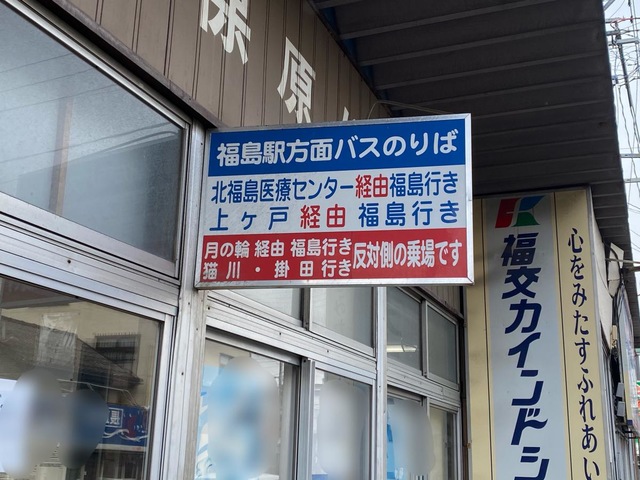 原
福島駅方面バスのりば
北福島医療センター経由福島行き
上ヶ戸 経由 福島行き
月の輪 経由 福島行き
猫川・掛田行き
反対側の乗場です
福交カインドシ
心をみたすふれあい